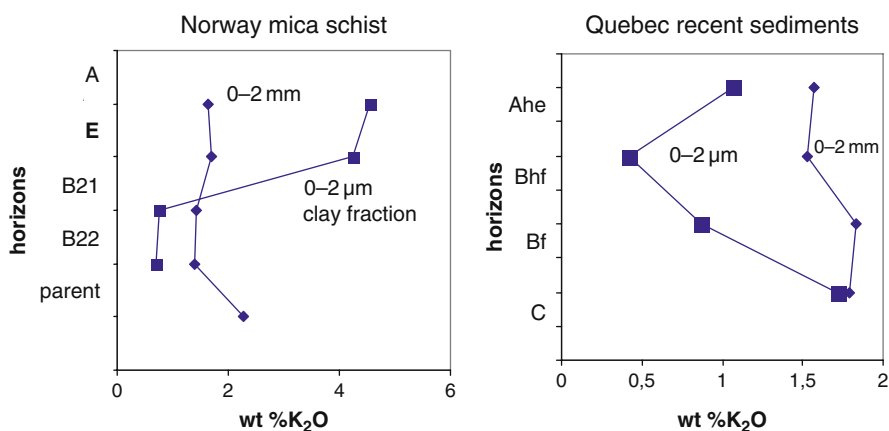 Norway mica schist
A
E
B21
B22
parent
horizons
0–2 mm
0–2 µm
clay fraction
0
2
4
6
wt %K₂O
Quebec recent sediments
Ahe
Bhf
Bf
C
horizons
0–2 µm
0–2 mm
0
0,5
1
1,5
2
wt %K₂O